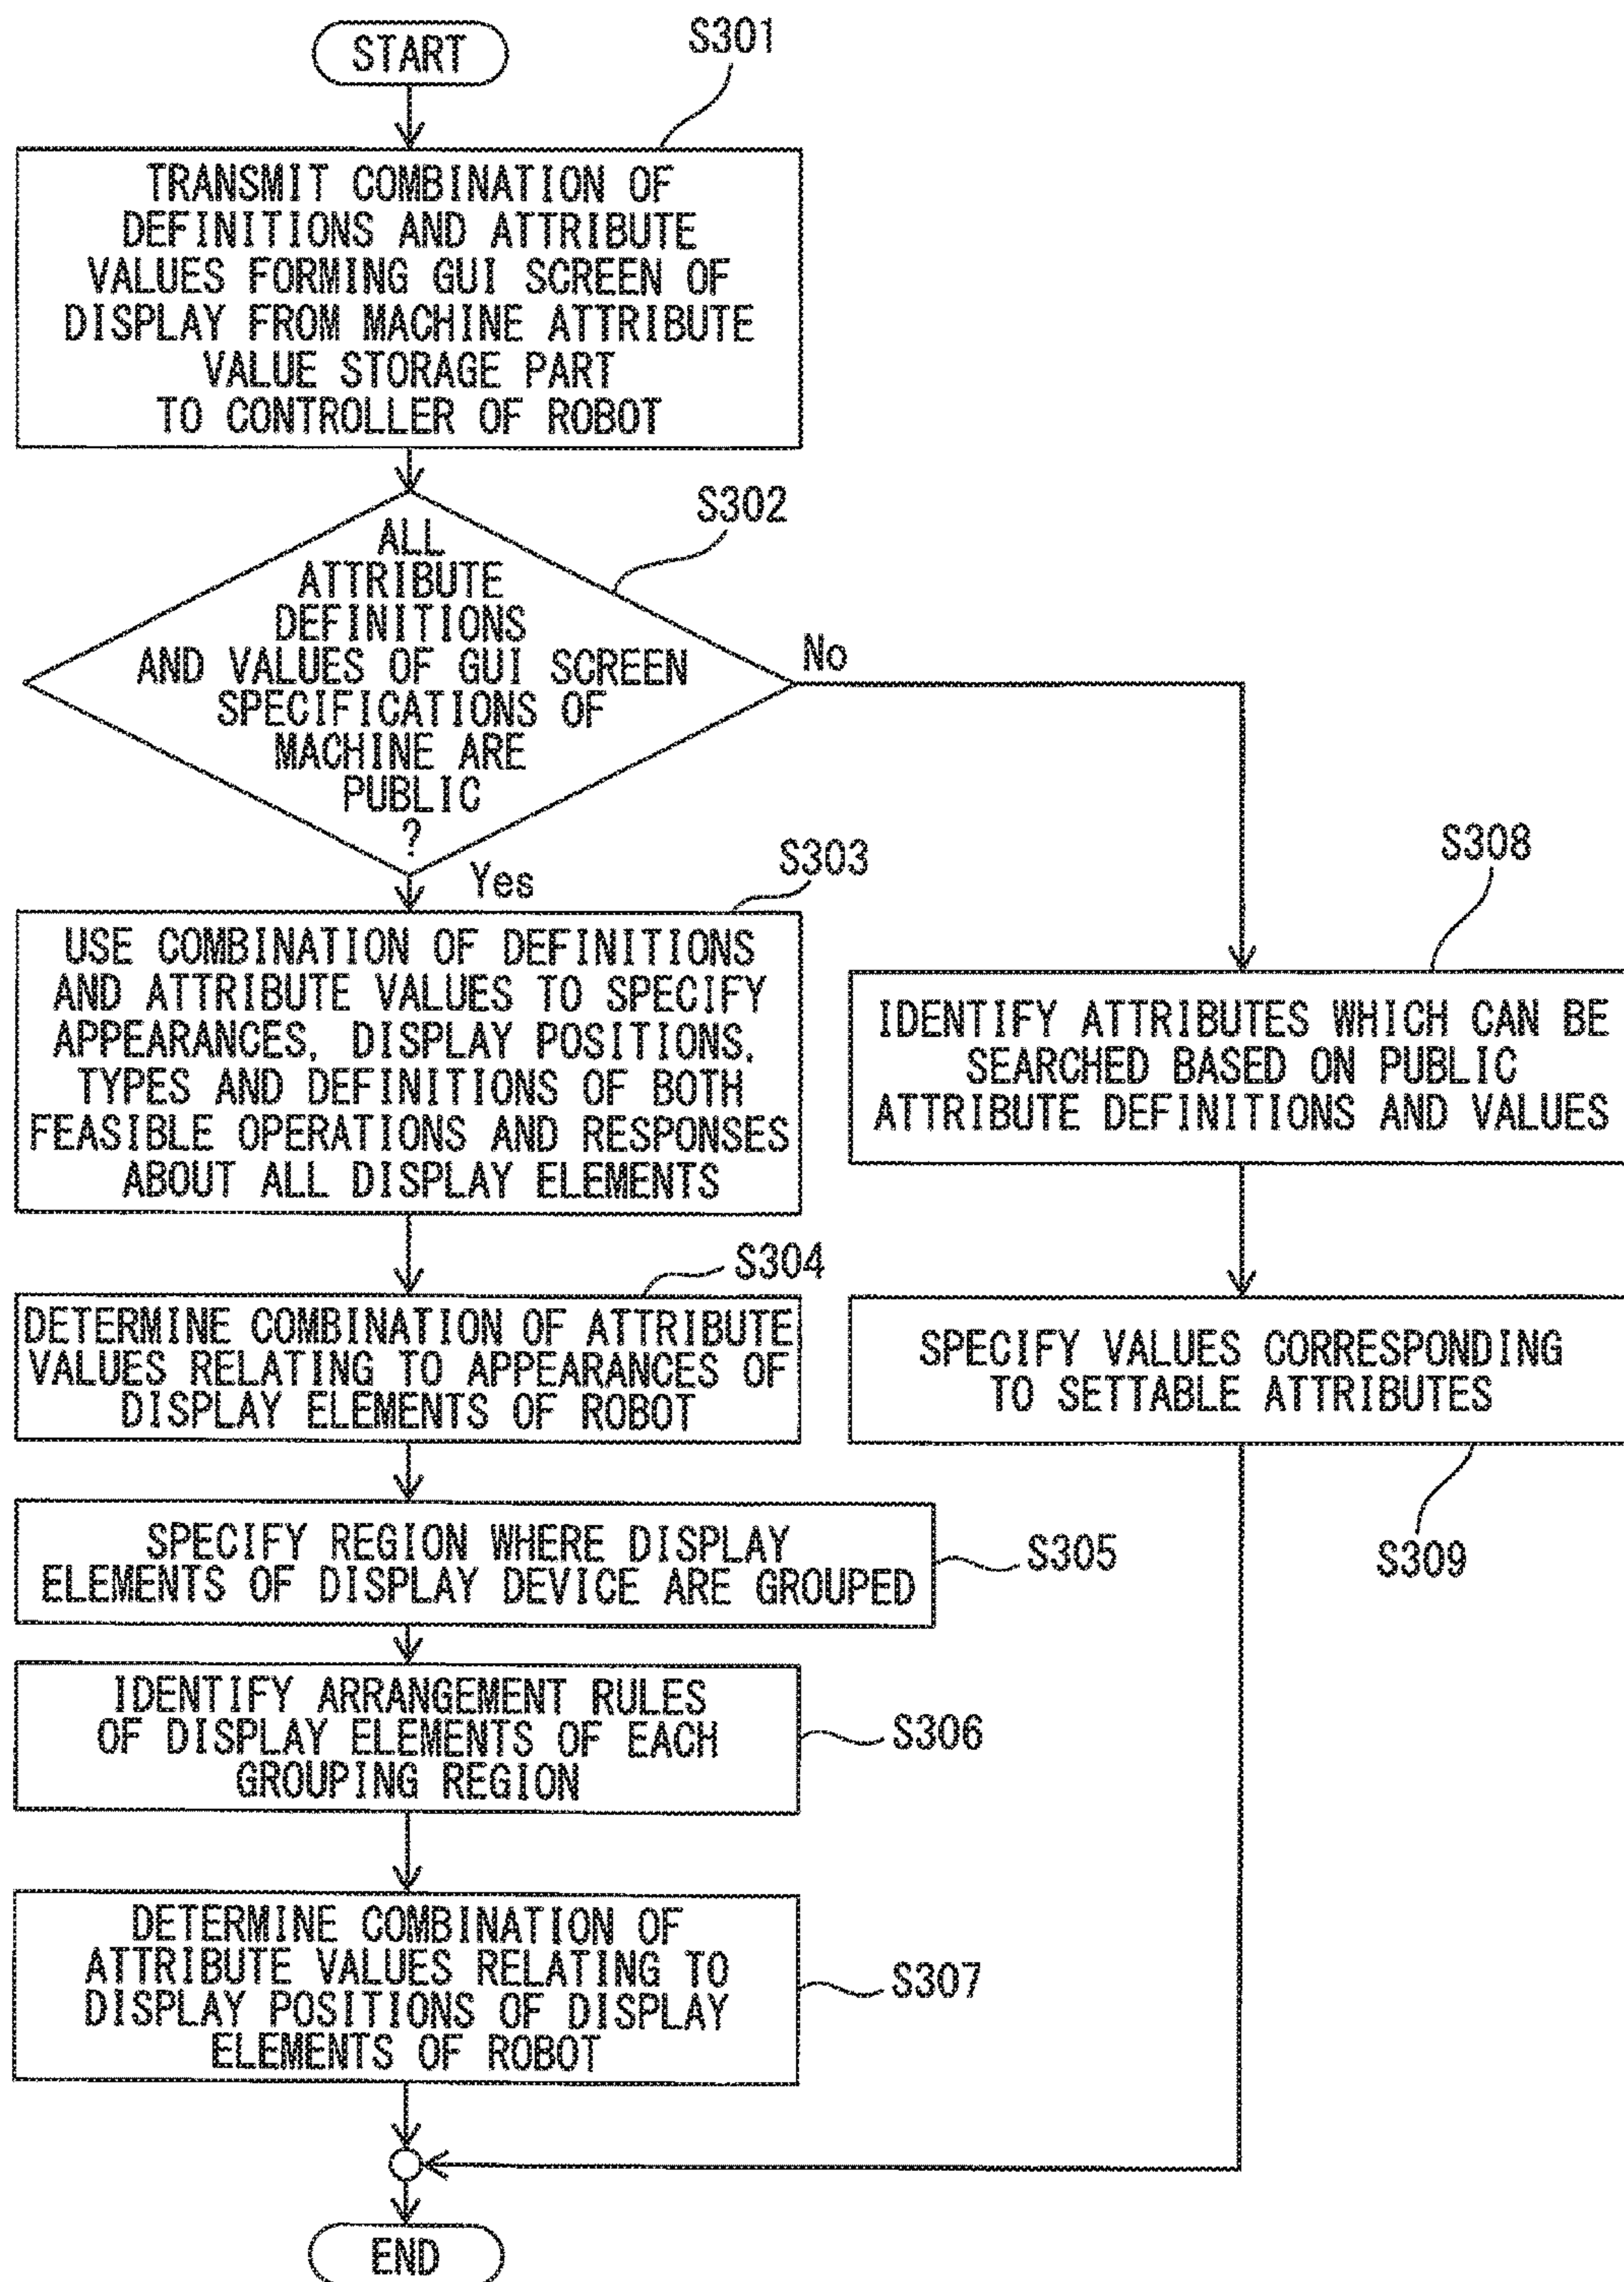 START
S301
TRANSMIT COMBINATION OF
DEFINITIONS AND ATTRIBUTE
VALUES FORMING GUI SCREEN OF
DISPLAY FROM MACHINE ATTRIBUTE
VALUE STORAGE PART
TO CONTROLLER OF ROBOT
S302
ALL
ATTRIBUTE
DEFINITIONS
AND VALUES OF GUI SCREEN
SPECIFICATIONS OF
MACHINE ARE
PUBLIC
?
No
Yes
S303
USE COMBINATION OF DEFINITIONS
AND ATTRIBUTE VALUES TO SPECIFY
APPEARANCES, DISPLAY POSITIONS,
TYPES AND DEFINITIONS OF BOTH
FEASIBLE OPERATIONS AND RESPONSES
ABOUT ALL DISPLAY ELEMENTS
S304
DETERMINE COMBINATION OF ATTRIBUTE
VALUES RELATING TO APPEARANCES OF
DISPLAY ELEMENTS OF ROBOT
SPECIFY REGION WHERE DISPLAY
ELEMENTS OF DISPLAY DEVICE ARE GROUPED
S305
IDENTIFY ARRANGEMENT RULES
OF DISPLAY ELEMENTS OF EACH
GROUPING REGION
S306
DETERMINE COMBINATION OF
ATTRIBUTE VALUES RELATING TO
DISPLAY POSITIONS OF DISPLAY
ELEMENTS OF ROBOT
S307
S308
IDENTIFY ATTRIBUTES WHICH CAN BE
SEARCHED BASED ON PUBLIC
ATTRIBUTE DEFINITIONS AND VALUES
SPECIFY VALUES CORRESPONDING
TO SETTABLE ATTRIBUTES
S309
END